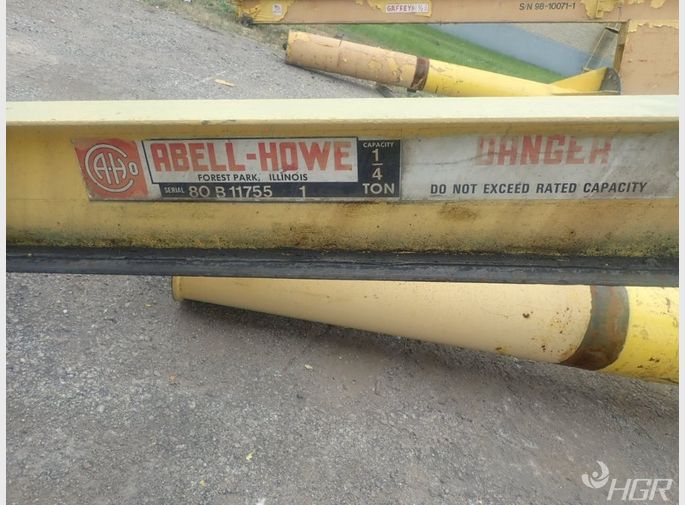 GAFFEY
S/N 98-10071-1
A-Ho
ABELL-HOWE
FOREST PARK, ILLINOIS
SERIAL 80 B 11755 1
CAPACITY
1
4
TON
DANGER
DO NOT EXCEED RATED CAPACITY
HGR